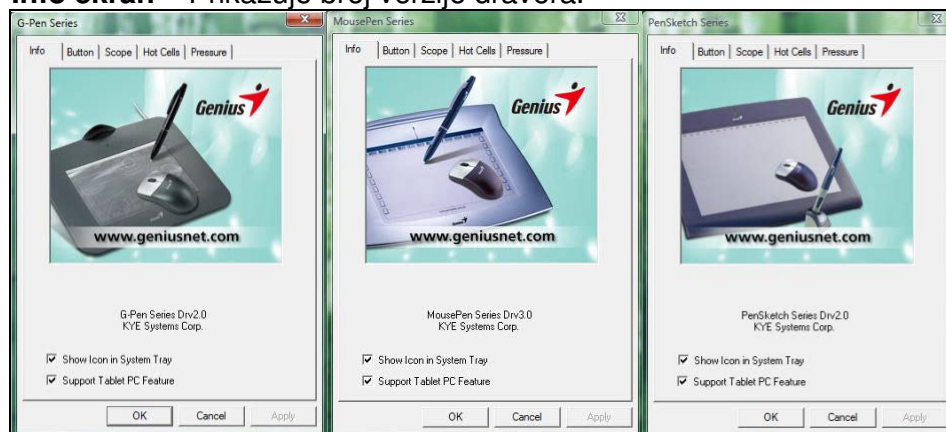 Info ekran – Prikazuje broj verzije dravera.
G-Pen Series
Info Button Scope Hot Cells Pressure
Genius
www.geniusnet.com
G-Pen Series Drv2.0
KYE Systems Corp.
Show Icon in System Tray
Support Tablet PC Feature
OK Cancel Apply
MousePen Series
Info Button Scope Hot Cells Pressure
Genius
www.geniusnet.com
MousePen Series Drv3.0
KYE Systems Corp.
Show Icon in System Tray
Support Tablet PC Feature
OK Cancel Apply
PenSketch Series
Info Button Scope Hot Cells Pressure
Genius
www.geniusnet.com
PenSketch Series Drv2.0
KYE Systems Corp.
Show Icon in System Tray
Support Tablet PC Feature
OK Cancel Apply